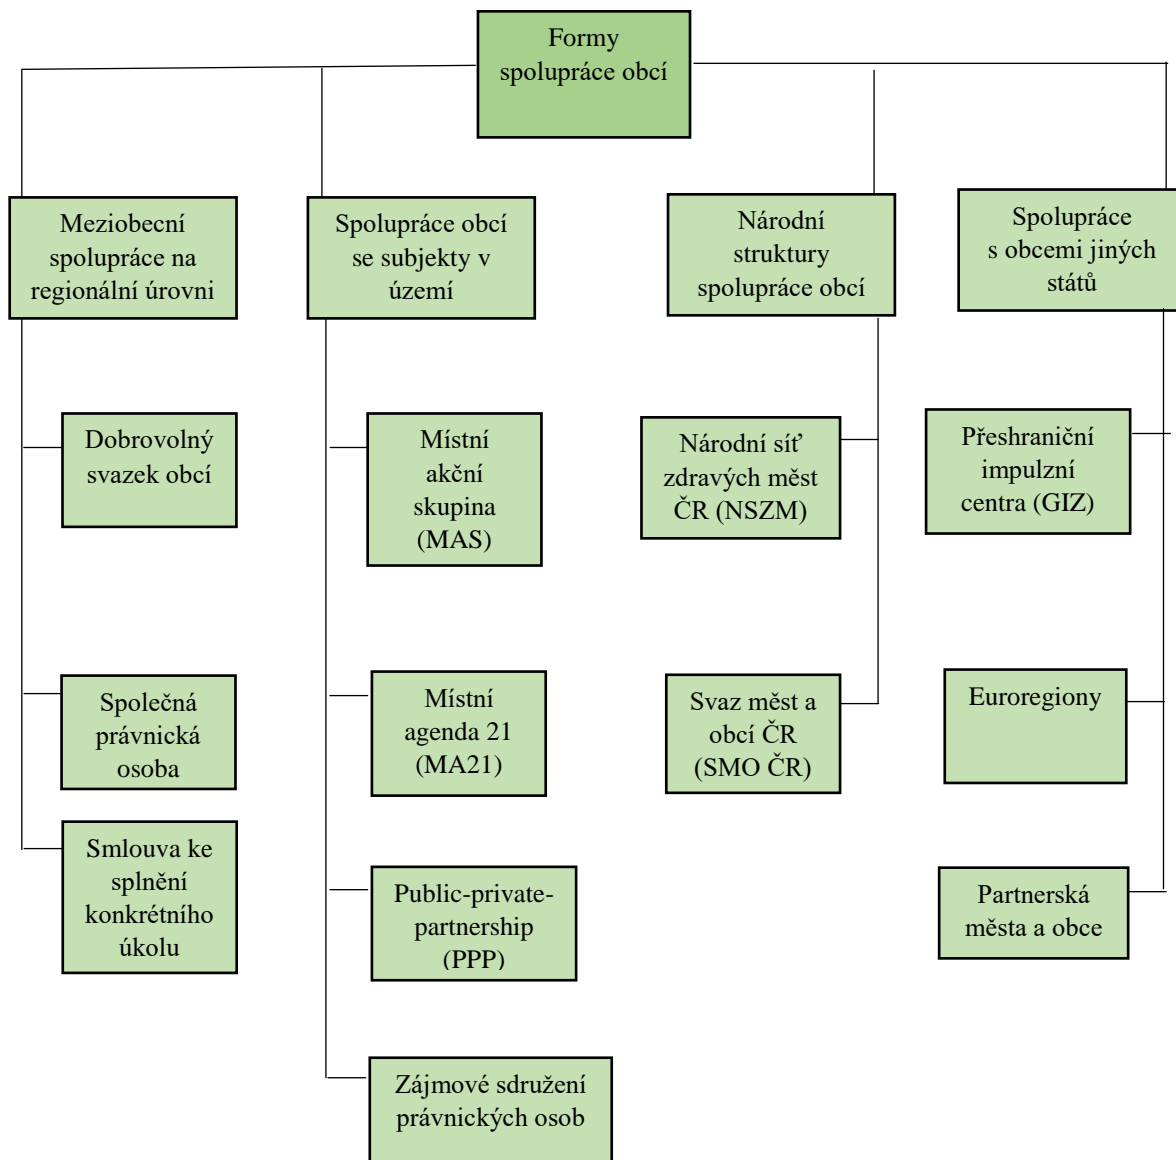 Formy
spolupráce obcí
Meziobecní
spolupráce na
regionální úrovni
Spolupráce obcí
se subjekty v
území
Národní
struktury
spolupráce obcí
Spolupráce
s obcemi jiných
států
Dobrovolný
svazek obcí
Společná
právnická
osoba
Smlouva ke
splnění
konkrétního
úkolu
Místní
akční
skupina
(MAS)
Místní
agenda 21
(MA21)
Public-private-
partnership
(PPP)
Zájmové sdružení
právnických osob
Národní síť
zdravých měst
ČR (NSZM)
Svaz měst a
obcí ČR
(SMO ČR)
Přeshraniční
impulzní
centra (GIZ)
Euroregiony
Partnerská
města a obce